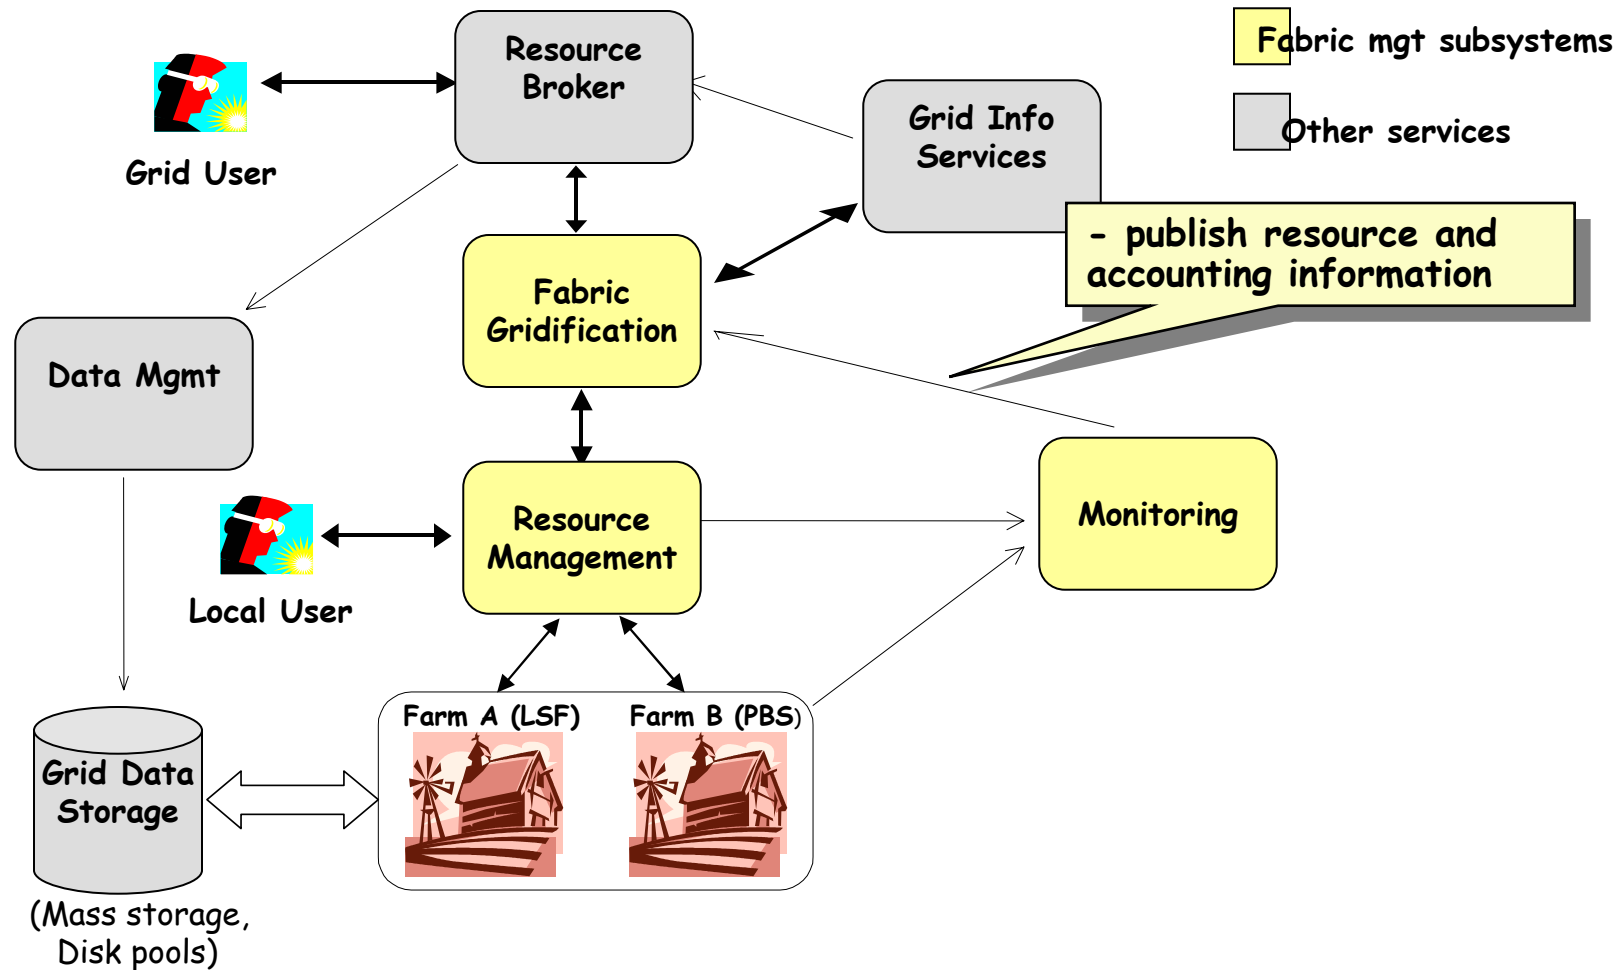 Resource
Broker
Fabric mgt subsystems
Grid Info
Services
Other services
Grid User
- publish resource and
accounting information
Fabric
Gridification
Data Mgmt
Resource
Management
Monitoring
Local User
Farm A (LSF)
Farm B (PBS)
Grid Data
Storage
(Mass storage,
Disk pools)